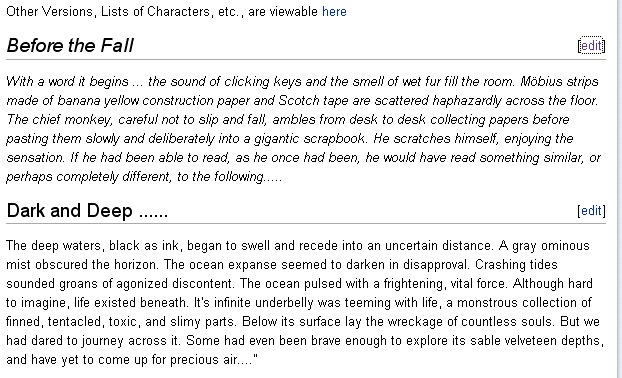 Other Versions, Lists of Characters, etc., are viewable here
Before the Fall [edit]
With a word it begins ... the sound of clicking keys and the smell of wet fur fill the room. Möbius strips
made of banana yellow construction paper and Scotch tape are scattered haphazardly across the floor.
The chief monkey, careful not to slip and fall, ambles from desk to desk collecting papers before
pasting them slowly and deliberately into a gigantic scrapbook. He scratches himself, enjoying the
sensation. If he had been able to read, as he once had been, he would have read something similar, or
perhaps completely different, to the following.....
Dark and Deep ...... [edit]
The deep waters, black as ink, began to swell and recede into an uncertain distance. A gray ominous
mist obscured the horizon. The ocean expanse seemed to darken in disapproval. Crashing tides
sounded groans of agonized discontent. The ocean pulsed with a frightening, vital force. Although hard
to imagine, life existed beneath. It's infinite underbelly was teeming with life, a monstrous collection of
finned, tentacled, toxic, and slimy parts. Below its surface lay the wreckage of countless souls. But we
had dared to journey across it. Some had even been brave enough to explore its sable velveteen depths,
and have yet to come up for precious air...."